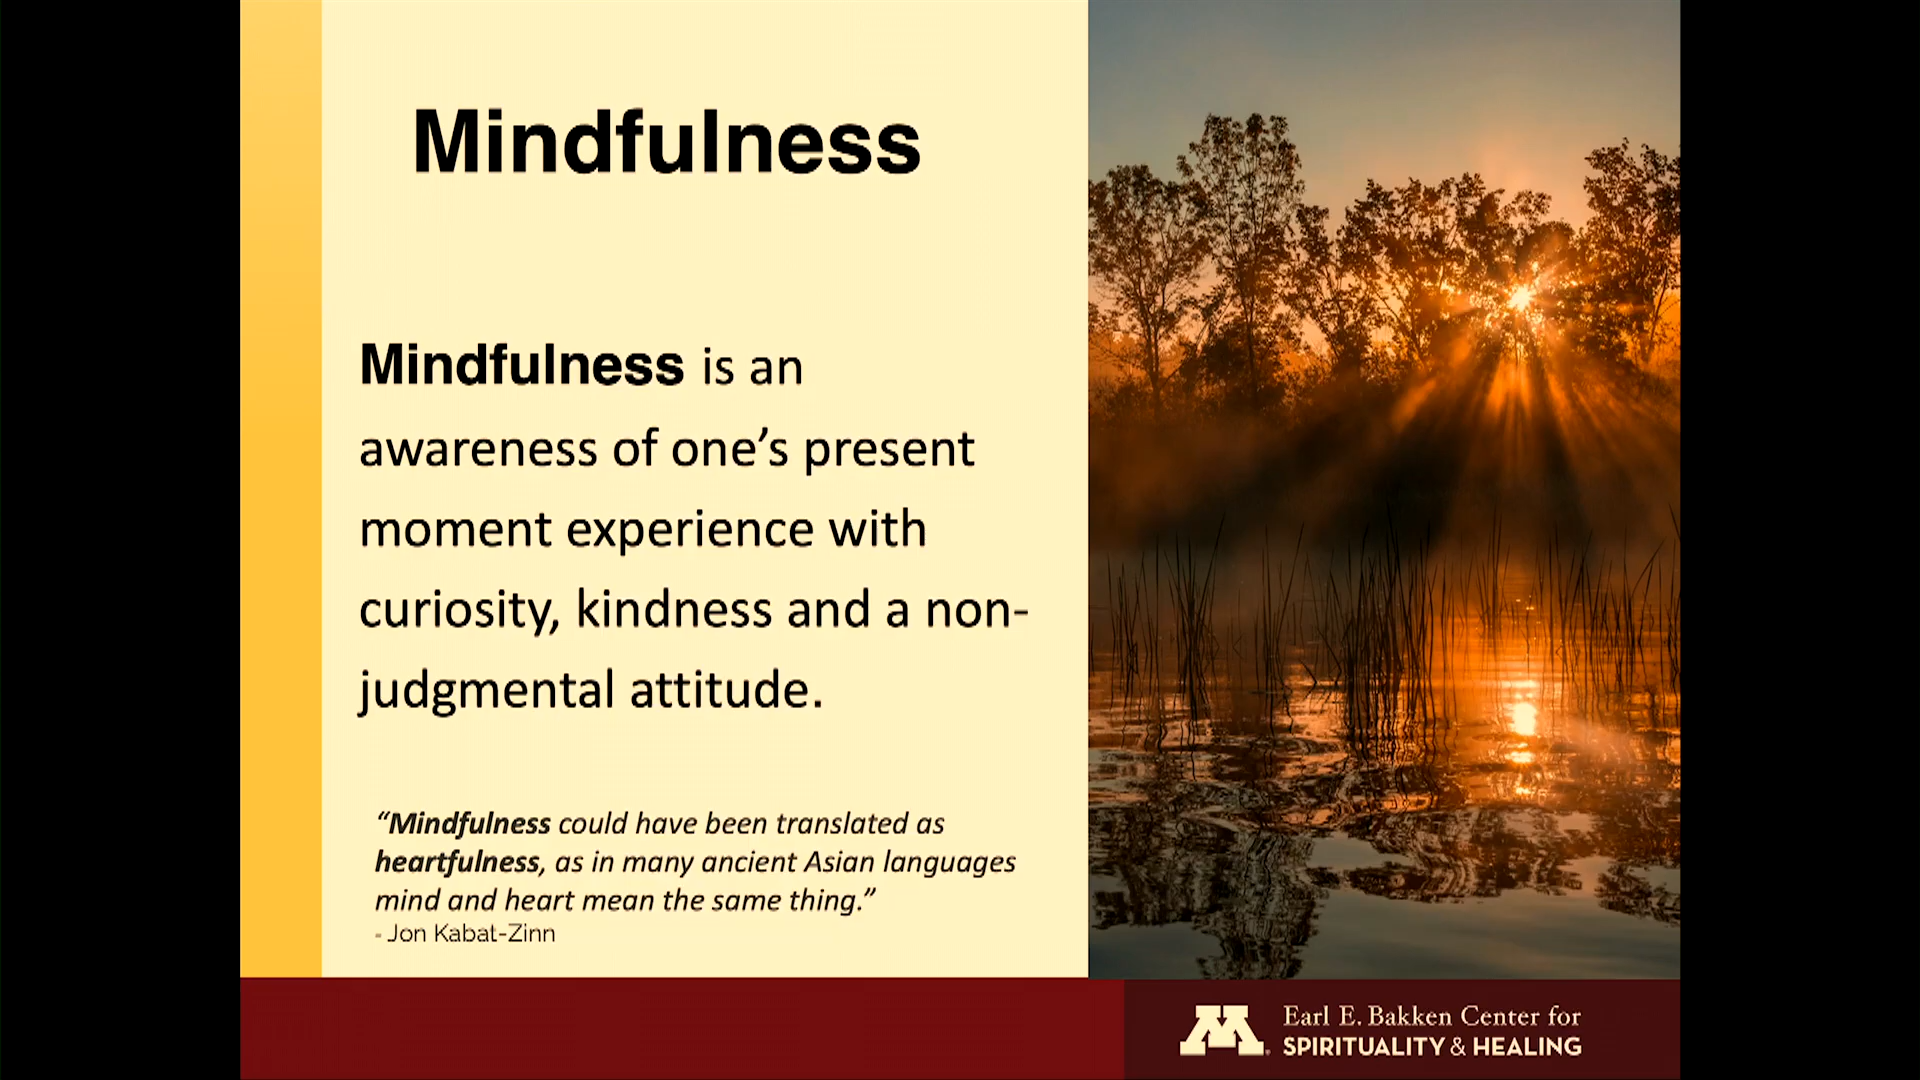 Mindfulness
Mindfulness is an
awareness of one’s present
moment experience with
curiosity, kindness and a non-
judgmental attitude.
“Mindfulness could have been translated as
heartfulness, as in many ancient Asian languages
mind and heart mean the same thing.”
- Jon Kabat-Zinn
M
Earl E. Bakken Center for
SPIRITUALITY & HEALING